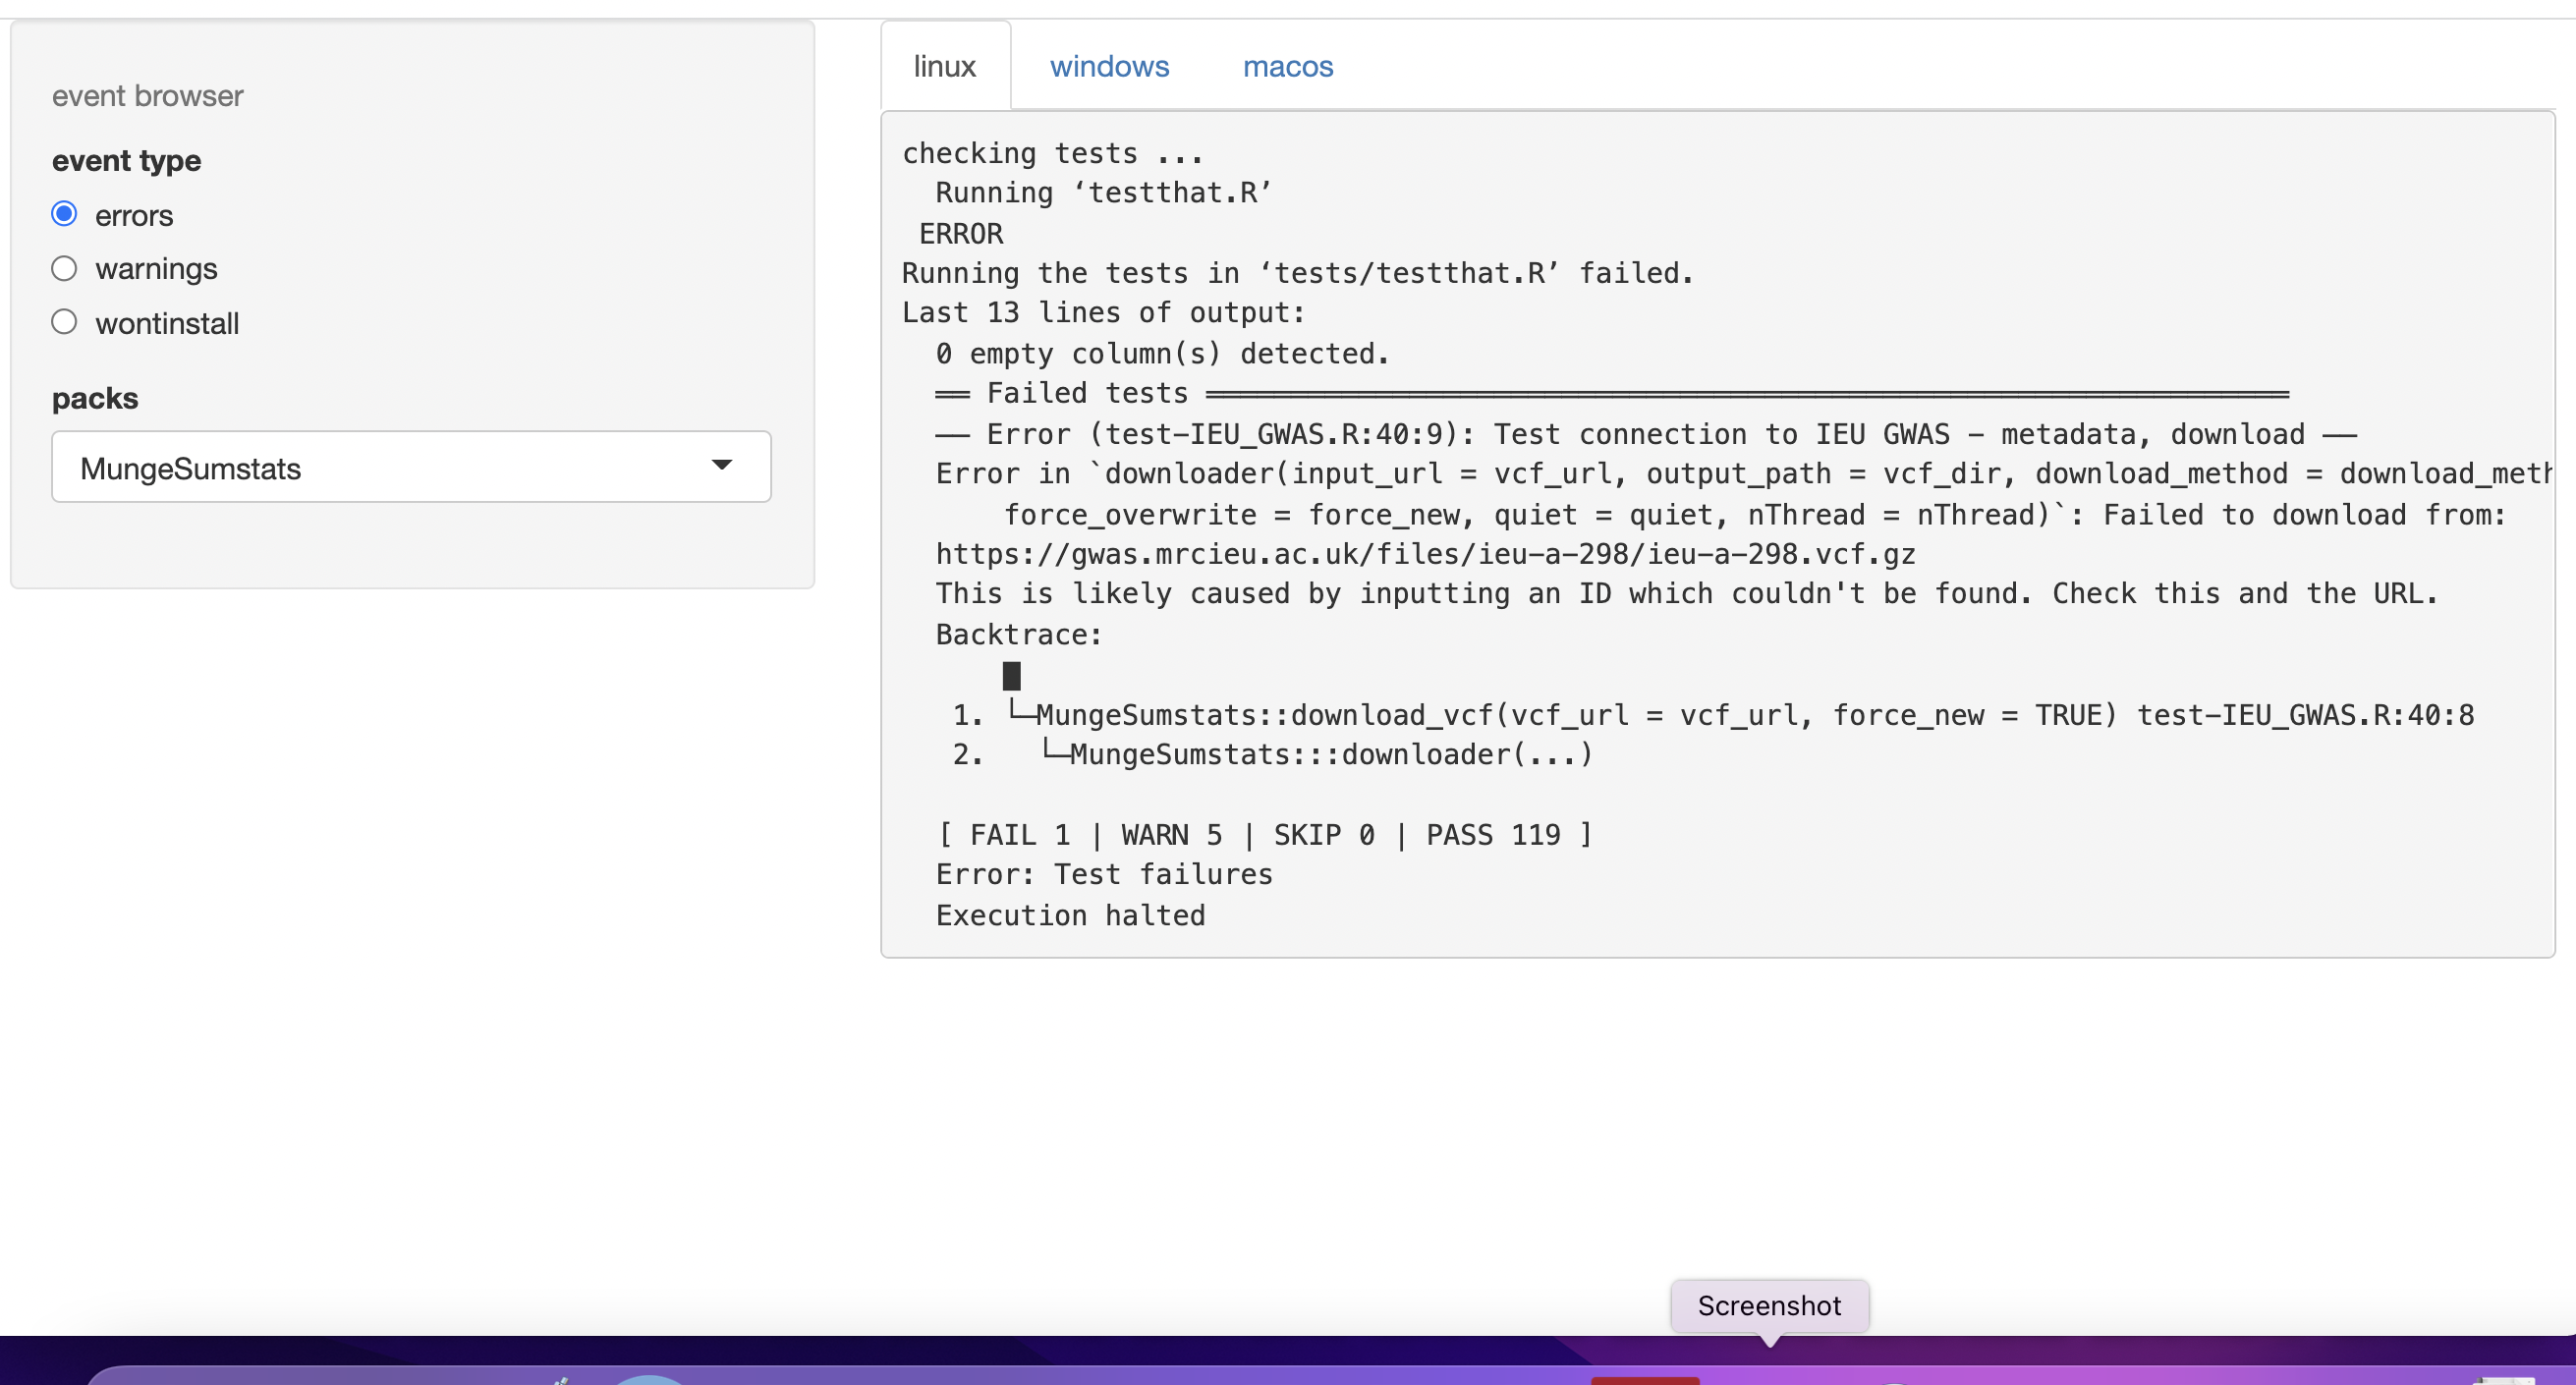 event browser
event type
errors
warnings
wontinstall
packs
MungeSumstats
linux windows macos
checking tests ...
Running ‘testthat.R’
ERROR
Running the tests in ‘tests/testthat.R’ failed.
Last 13 lines of output:
0 empty column(s) detected.
══ Failed tests ════════════════════════════════════════════════════════════════
── Error (test-IEU_GWAS.R:40:9): Test connection to IEU GWAS - metadata, download ──
Error in `downloader(input_url = vcf_url, output_path = vcf_dir, download_method = download_meth
force_overwrite = force_new, quiet = quiet, nThread = nThread)`: Failed to download from:
https://gwas.mrcieu.ac.uk/files/ieu-a-298/ieu-a-298.vcf.gz
This is likely caused by inputting an ID which couldn't be found. Check this and the URL.
Backtrace:
█
1. └─MungeSumstats::download_vcf(vcf_url = vcf_url, force_new = TRUE) test-IEU_GWAS.R:40:8
2. └─MungeSumstats:::downloader(...)
[ FAIL 1 | WARN 5 | SKIP 0 | PASS 119 ]
Error: Test failures
Execution halted
Screenshot